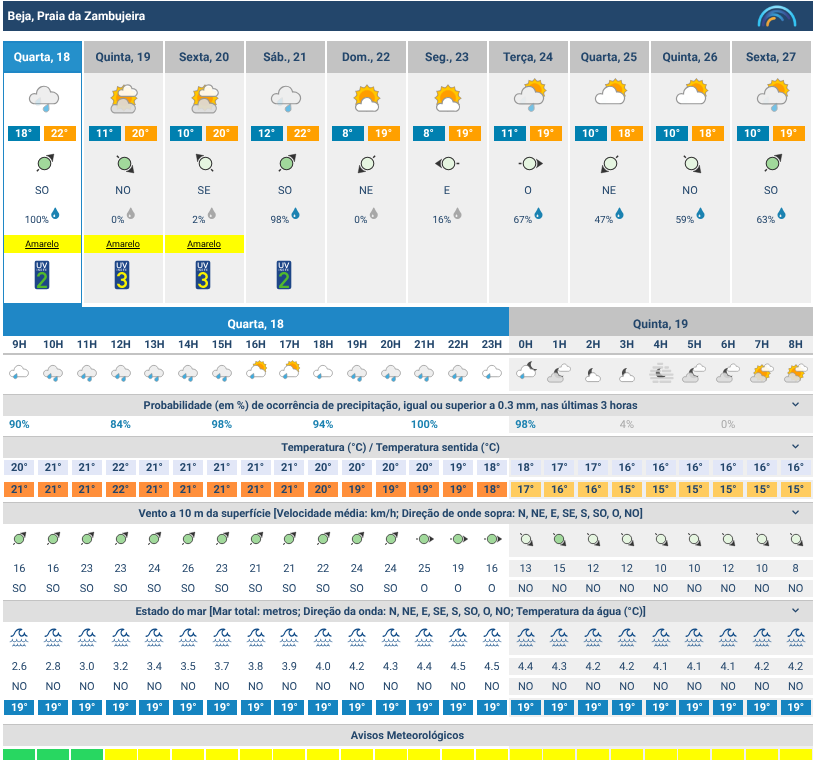 Beja, Praia da Zambujeira
Quarta, 18 Quinta, 19 Sexta, 20 Sáb., 21 Dom., 22 Seg., 23 Terça, 24 Quarta, 25 Quinta, 26 Sexta, 27
18° 22° 11° 20° 10° 20° 12° 22° 8° 19° 8° 19° 11° 19° 10° 18° 10° 18° 10° 19°
SO NO SE SO NE E O NE NO SO
100% 0% 2% 98% 0% 16% 67% 47% 59% 63%
Amarelo Amarelo Amarelo
UV UV UV UV
2 3 3 2
Quarta, 18 Quinta, 19
9H 10H 11H 12H 13H 14H 15H 16H 17H 18H 19H 20H 21H 22H 23H 0H 1H 2H 3H 4H 5H 6H 7H 8H
Probabilidade (em %) de ocorrência de precipitação, igual ou superior a 0.3 mm, nas últimas 3 horas
90% 84% 98% 94% 100% 98% 4% 0%
Temperatura (°C) / Temperatura sentida (°C)
20° 21° 21° 22° 21° 21° 21° 21° 21° 20° 20° 20° 20° 19° 18° 18° 17° 17° 16° 16° 16° 16° 16° 16°
21° 21° 21° 22° 21° 21° 21° 21° 21° 20° 19° 19° 19° 19° 18° 17° 16° 16° 15° 15° 15° 15° 15° 15°
Vento a 10 m da superfície [Velocidade média: km/h; Direção de onde sopra: N, NE, E, SE, S, SO, O, NO]
16 16 23 23 24 26 23 21 21 22 24 24 25 19 16 13 15 12 12 10 10 12 10 8
SO SO SO SO SO SO SO SO SO SO SO SO O O O NO NO NO NO NO NO NO NO NO
Estado do mar [Mar total: metros; Direção da onda: N, NE, E, SE, S, SO, O, NO; Temperatura da água (°C)]
2.6 2.8 3.0 3.2 3.4 3.5 3.7 3.8 3.9 4.0 4.2 4.3 4.4 4.5 4.5 4.4 4.3 4.2 4.2 4.1 4.1 4.1 4.2 4.2
NO NO NO NO NO NO NO NO NO NO NO NO NO NO NO NO NO NO NO NO NO NO NO NO
19° 19° 19° 19° 19° 19° 19° 19° 19° 19° 19° 19° 19° 19° 19° 19° 19° 19° 19° 19° 19° 19° 19° 19°
Avisos Meteorológicos